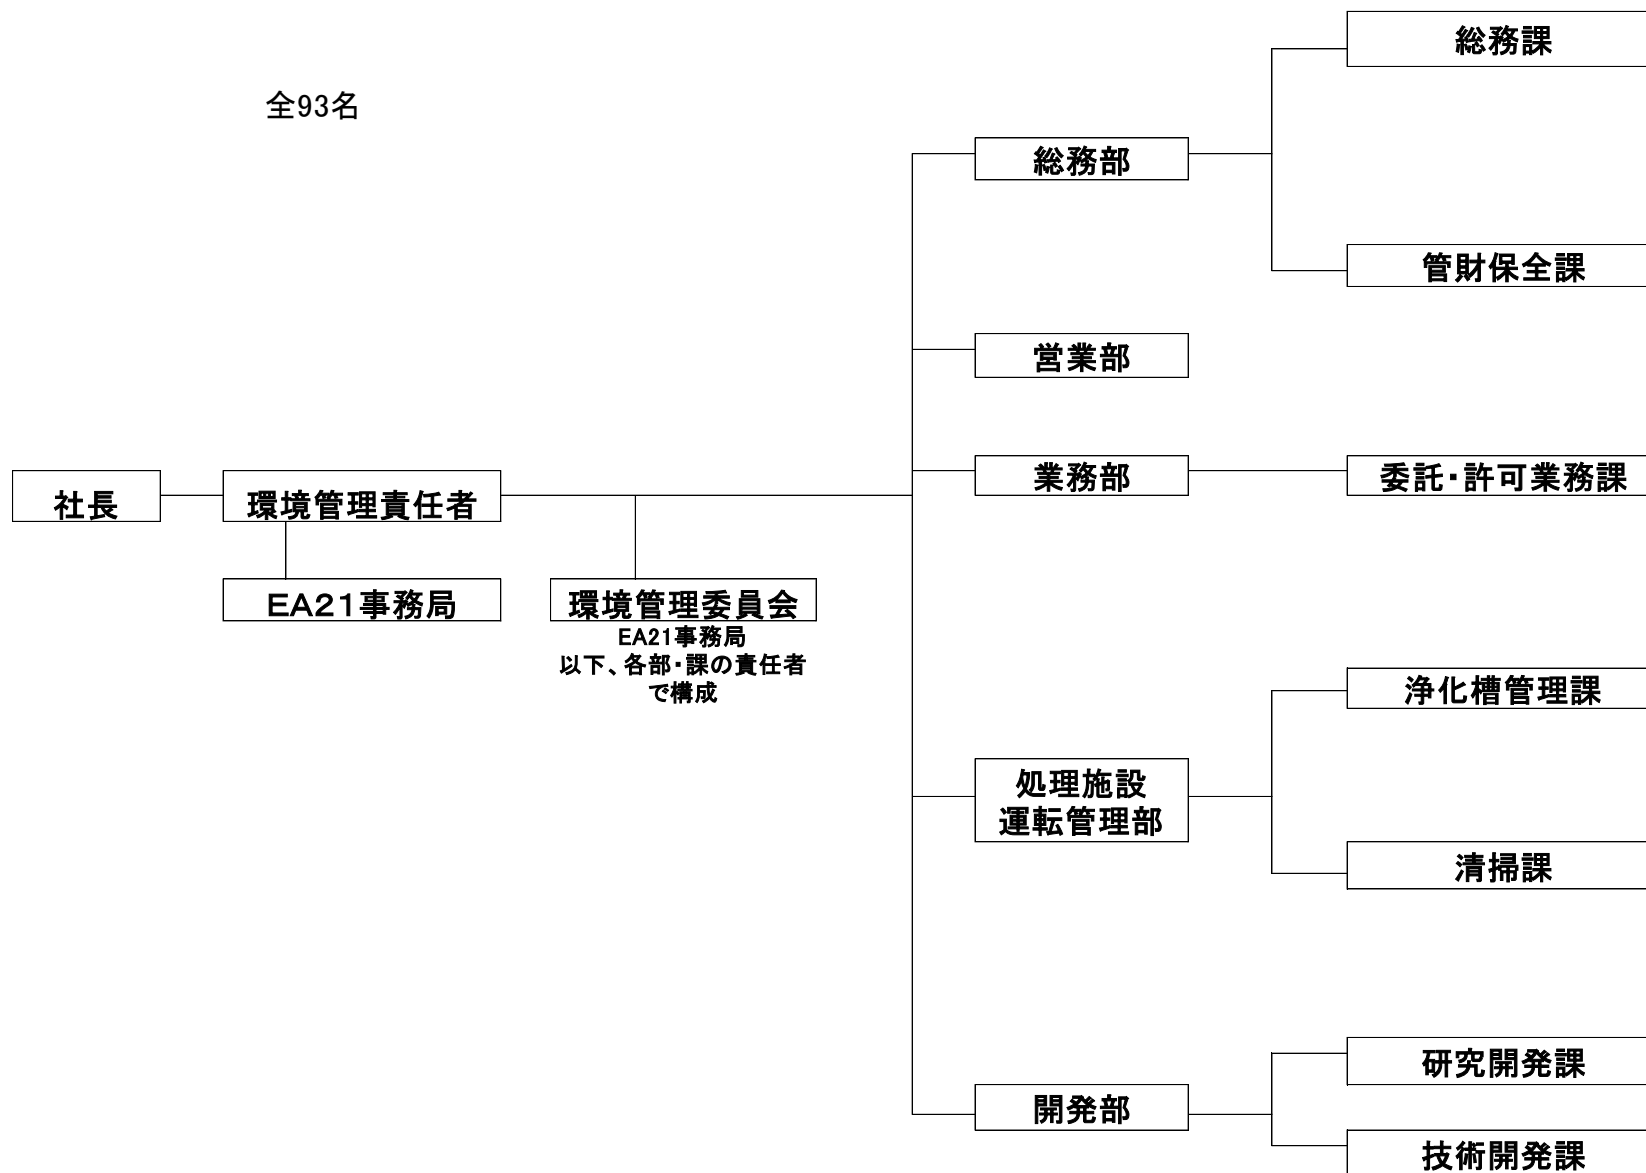 総務課
全93名
総務部
管財保全課
営業部
業務部
委託・許可業務課
社長
環境管理責任者
EA21事務局
環境管理委員会
EA21事務局
以下、各部・課の責任者
で構成
浄化槽管理課
処理施設
運転管理部
清掃課
研究開発課
開発部
技術開発課